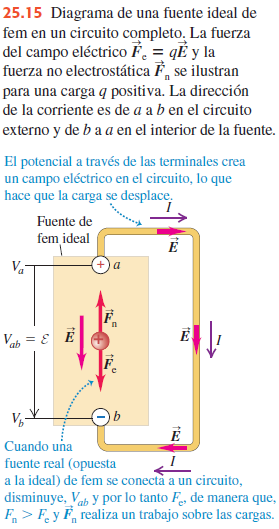 25.15 Diagrama de una fuente ideal de
fem en un circuito completo. La fuerza
del campo eléctrico F⃗ₑ = qE⃗ y la
fuerza no electrostática F⃗ₙ se ilustran
para una carga q positiva. La dirección
de la corriente es de a a b en el circuito
externo y de b a a en el interior de la fuente.
El potencial a través de las terminales crea
un campo eléctrico en el circuito, lo que
hace que la carga se desplace.
I
Fuente de
fem ideal
E⃗
Vₐ
+ a
F⃗ₙ
Vₐb = ℰ
E⃗
+
E⃗
I
F⃗ₑ
V_b
− b
E⃗
Cuando una
I
fuente real (opuesta
a la ideal) de fem se conecta a un circuito,
disminuye, Vₐb y por lo tanto Fₑ, de manera que,
Fₙ > Fₑ y F⃗ₙ realiza un trabajo sobre las cargas.